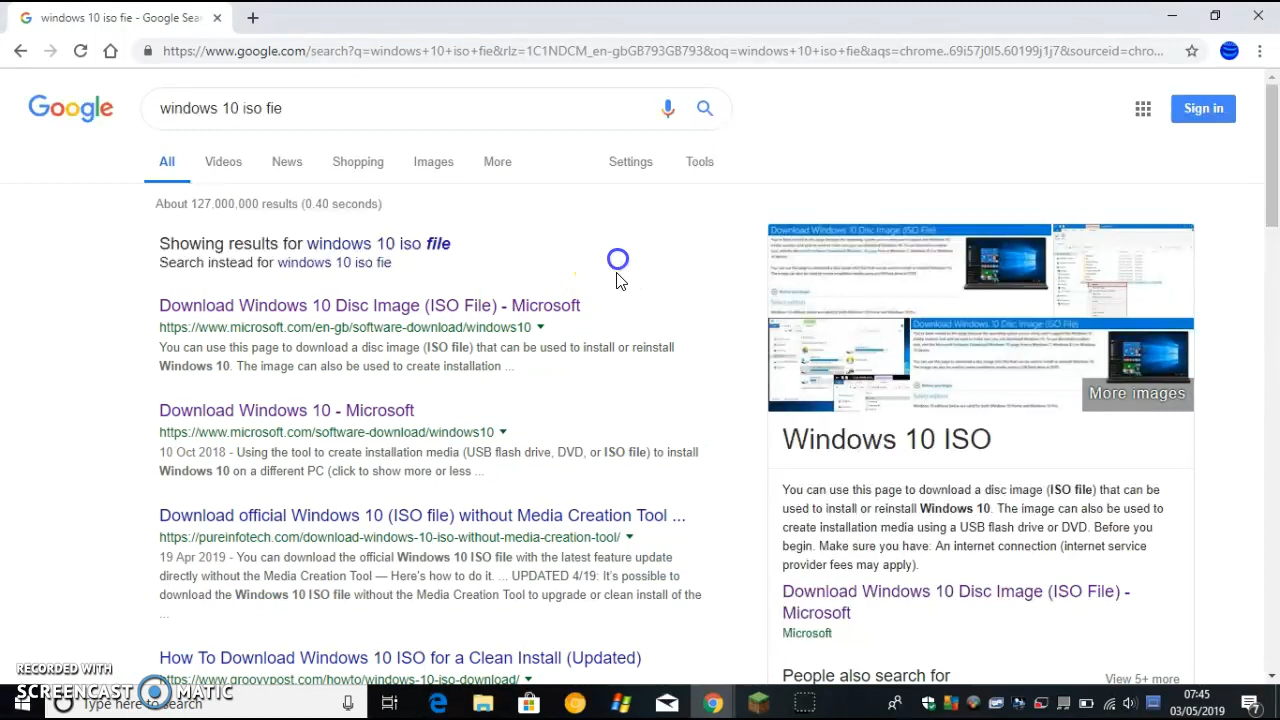 windows 10 iso fie - Google Sea
https://www.google.com/search?q=windows+10+iso+fie&rlz=1C1NDCM_en-gbGB793GB793&oq=windows+10+iso+fie&aqs=chrome..69i57j0l5.60199j1j7&sourceid=chro...
Google
windows 10 iso fie
Sign in
All
Videos
News
Shopping
Images
More
Settings
Tools
About 127,000,000 results (0.40 seconds)
Showing results for windows 10 iso file
Search instead for windows 10 iso fie
Download Windows 10 Disc Image (ISO File) - Microsoft
https://www.microsoft.com/en-gb/software-download/windows10
You can use this page to download a disc image (ISO file) that can be used to install or reinstall
Windows 10. The image can also be used to create installation ...
Download Windows 10 - Microsoft
https://www.microsoft.com/software-download/windows10
10 Oct 2018 - Using the tool to create installation media (USB flash drive, DVD, or ISO file) to install
Windows 10 on a different PC (click to show more or less ...
Download official Windows 10 (ISO file) without Media Creation Tool ...
https://pureinfotech.com/download-windows-10-iso-without-media-creation-tool/
19 Apr 2019 - You can download the official Windows 10 ISO file with the latest feature update
directly without the Media Creation Tool — Here's how to do it. ... UPDATED 4/19: It's possible to
download the Windows 10 ISO file without the Media Creation Tool to upgrade or clean install of the
...
How To Download Windows 10 ISO for a Clean Install (Updated)
https://www.groovypost.com/howto/windows-10-iso-download/
Download Windows 10 Disc Image (ISO File)
Download Windows 10 Disc Image (ISO File)
More images
Windows 10 ISO
You can use this page to download a disc image (ISO file) that can be
used to install or reinstall Windows 10. The image can also be used to
create installation media using a USB flash drive or DVD. Before you
begin. Make sure you have: An internet connection (internet service
provider fees may apply).
Download Windows 10 Disc Image (ISO File) -
Microsoft
Microsoft
People also search for
View 5+ more
RECORDED WITH
SCREENCAST MATIC
Type here to search
07:45
03/05/2019